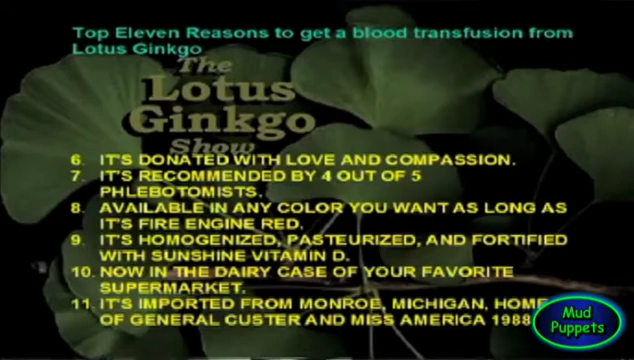 Top Eleven Reasons to get a blood transfusion from
Lotus Ginkgo
The
Lotus
Ginkgo
Show
6. IT'S DONATED WITH LOVE AND COMPASSION.
7. IT'S RECOMMENDED BY 4 OUT OF 5
PHLEBOTOMISTS.
8. AVAILABLE IN ANY COLOR YOU WANT AS LONG AS
IT'S FIRE ENGINE RED.
9. IT'S HOMOGENIZED, PASTEURIZED, AND FORTIFIED
WITH SUNSHINE VITAMIN D.
10. NOW IN THE DAIRY CASE OF YOUR FAVORITE
SUPERMARKET.
11. IT'S IMPORTED FROM MONROE, MICHIGAN, HOME
OF GENERAL CUSTER AND MISS AMERICA 1988
Mud
Puppets